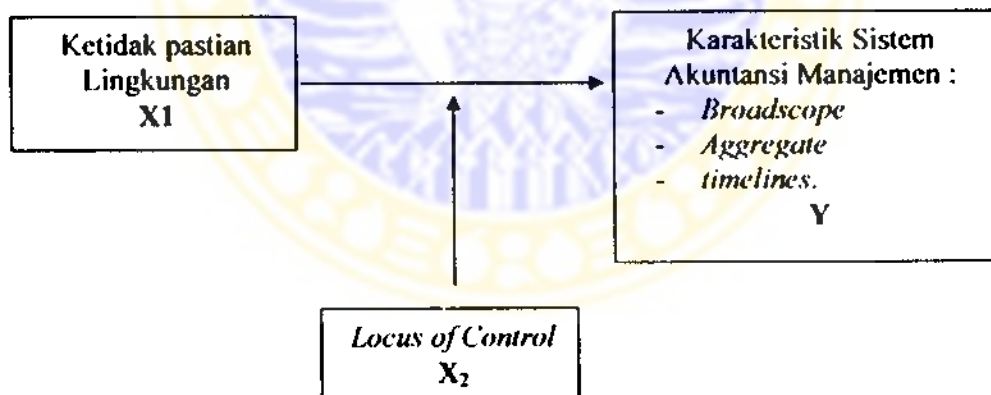 Ketidak pastian
Lingkungan
X1
Karakteristik Sistem
Akuntansi Manajemen :
- Broadscope
- Aggregate
- timelines.
Y
Locus of Control
X₂